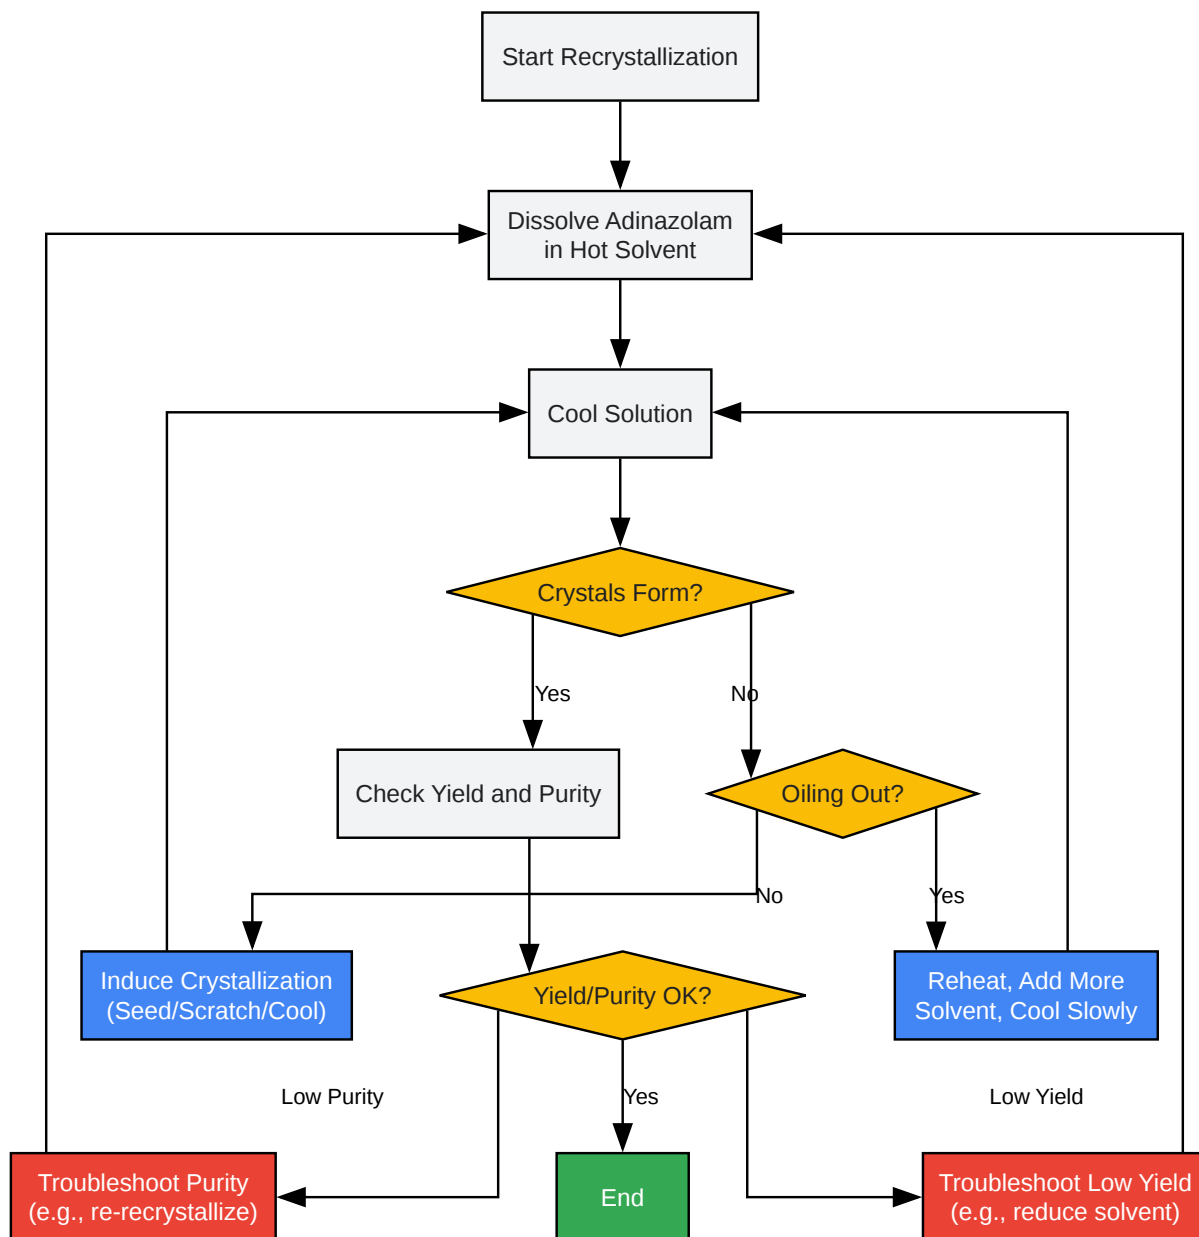 Start Recrystallization
Dissolve Adinazolam
in Hot Solvent
Cool Solution
Crystals Form?
Yes
No
Check Yield and Purity
Oiling Out?
No
Yes
Induce Crystallization
(Seed/Scratch/Cool)
Yield/Purity OK?
Reheat, Add More
Solvent, Cool Slowly
Low Purity
Yes
Low Yield
Troubleshoot Purity
(e.g., re-recrystallize)
End
Troubleshoot Low Yield
(e.g., reduce solvent)